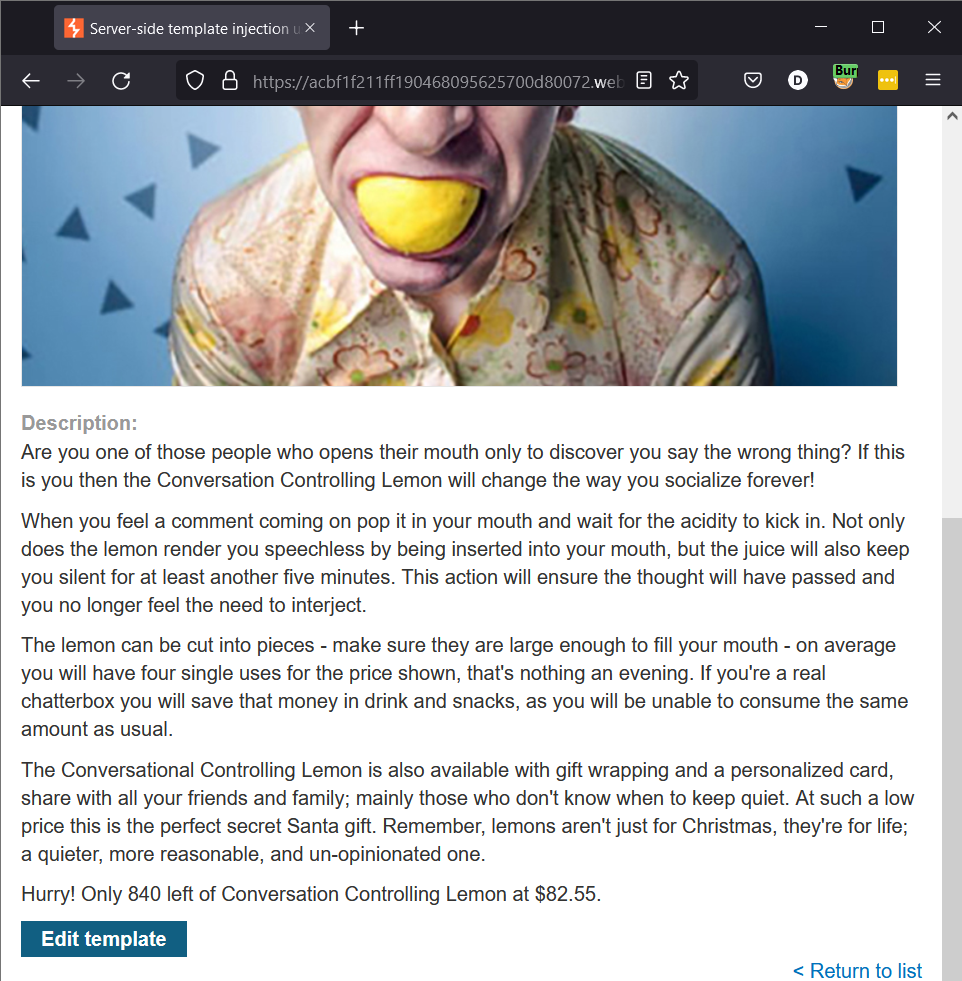 Server-side template injection u
https://acbf1f211ff190468095625700d80072.web
D
Bur
Description:
Are you one of those people who opens their mouth only to discover you say the wrong thing? If this
is you then the Conversation Controlling Lemon will change the way you socialize forever!
When you feel a comment coming on pop it in your mouth and wait for the acidity to kick in. Not only
does the lemon render you speechless by being inserted into your mouth, but the juice will also keep
you silent for at least another five minutes. This action will ensure the thought will have passed and
you no longer feel the need to interject.
The lemon can be cut into pieces - make sure they are large enough to fill your mouth - on average
you will have four single uses for the price shown, that's nothing an evening. If you're a real
chatterbox you will save that money in drink and snacks, as you will be unable to consume the same
amount as usual.
The Conversational Controlling Lemon is also available with gift wrapping and a personalized card,
share with all your friends and family; mainly those who don't know when to keep quiet. At such a low
price this is the perfect secret Santa gift. Remember, lemons aren't just for Christmas, they're for life;
a quieter, more reasonable, and un-opinionated one.
Hurry! Only 840 left of Conversation Controlling Lemon at $82.55.
Edit template
< Return to list